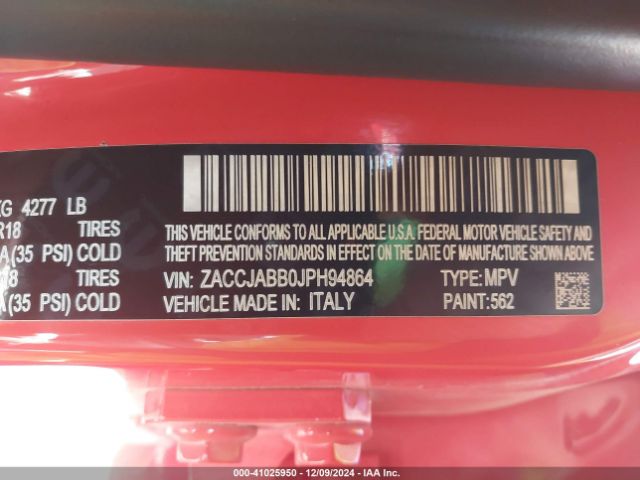 KG 4277 LB
R18 TIRES
A (35 PSI) COLD
18 TIRES
A (35 PSI) COLD
THIS VEHICLE CONFORMS TO ALL APPLICABLE U.S.A. FEDERAL MOTOR VEHICLE SAFETY AND
THEFT PREVENTION STANDARDS IN EFFECT ON THE DATE OF MANUFACTURE SHOWN ABOVE
VIN: ZACCJABB0JPH94864 TYPE: MPV
VEHICLE MADE IN: ITALY PAINT: 562
000-41025950 - 12/09/2024 - IAA Inc.